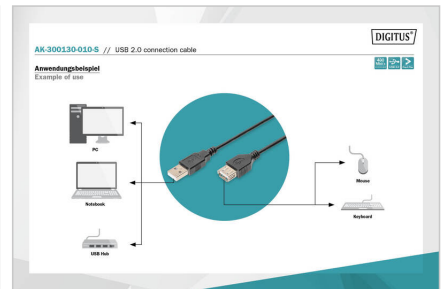 DIGITUS®
AK-300130-010-S // USB 2.0 connection cable
Anwendungsbeispiel
Example of use
PC
Notebook
USB Hub
Mouse
Keyboard